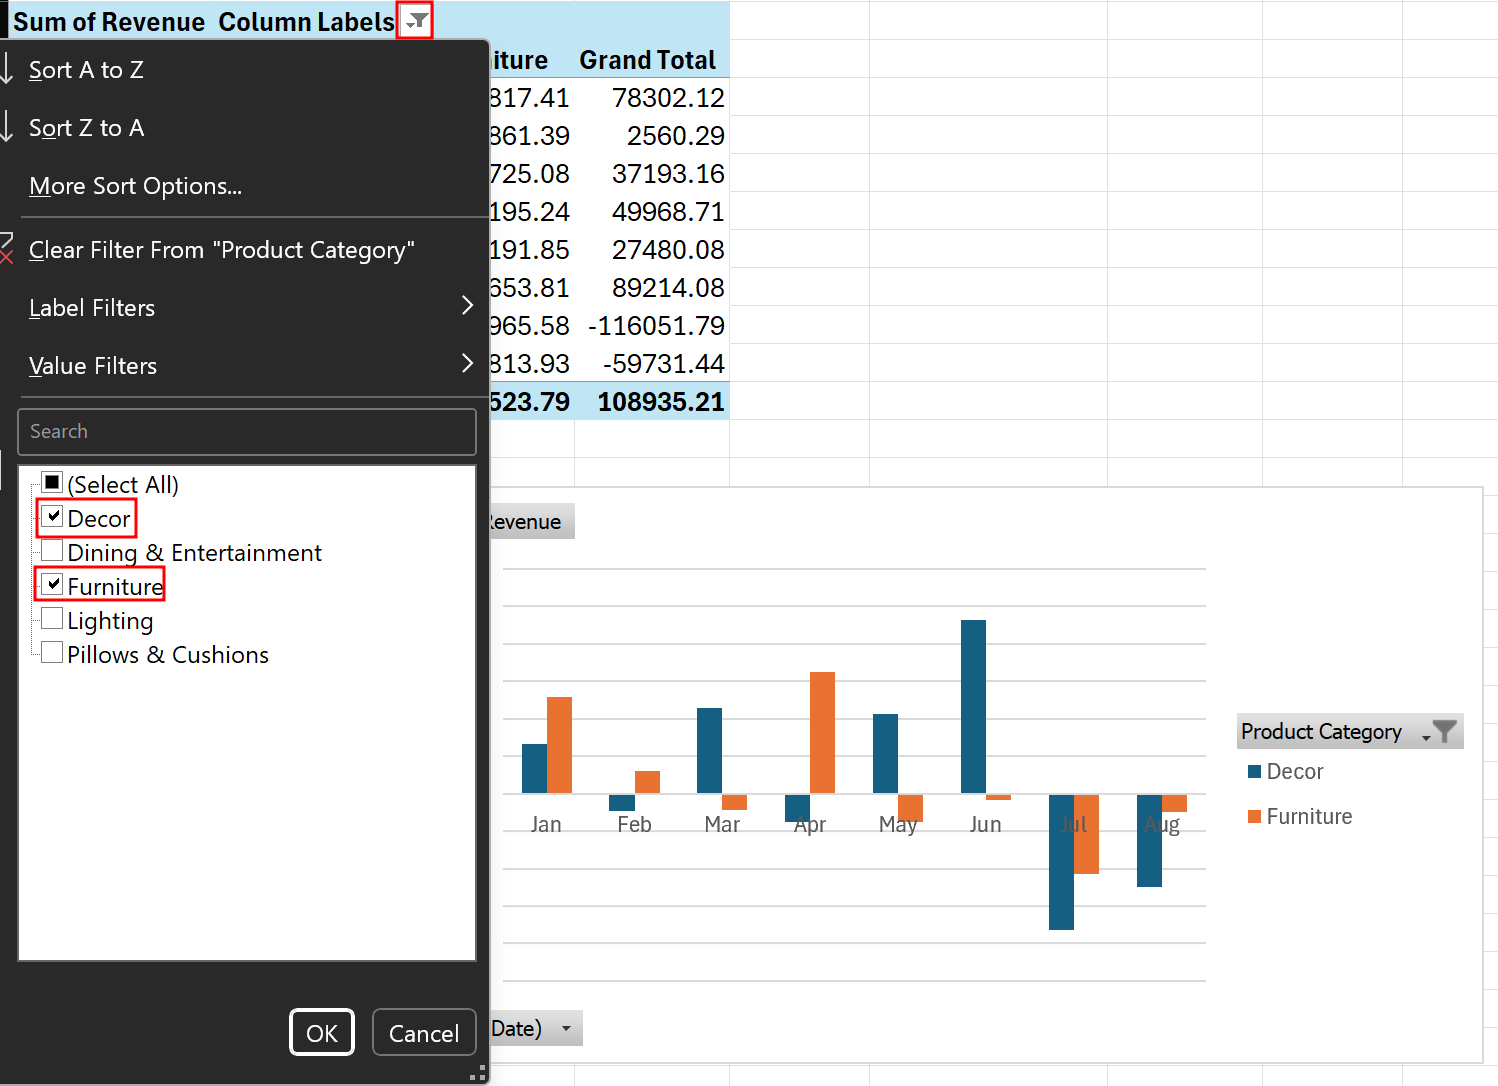 Sum of Revenue Column Labels
Grand Total
817.41 78302.12
861.39 2560.29
725.08 37193.16
195.24 49968.71
191.85 27480.08
653.81 89214.08
965.58 -116051.79
813.93 -59731.44
523.79 108935.21
Sort A to Z
Sort Z to A
More Sort Options...
Clear Filter From "Product Category"
Label Filters
Value Filters
Search
(Select All)
Decor
Dining & Entertainment
Furniture
Lighting
Pillows & Cushions
OK Cancel
Revenue
Jan Feb Mar Apr May Jun Jul Aug
Product Category
Decor
Furniture
Date)